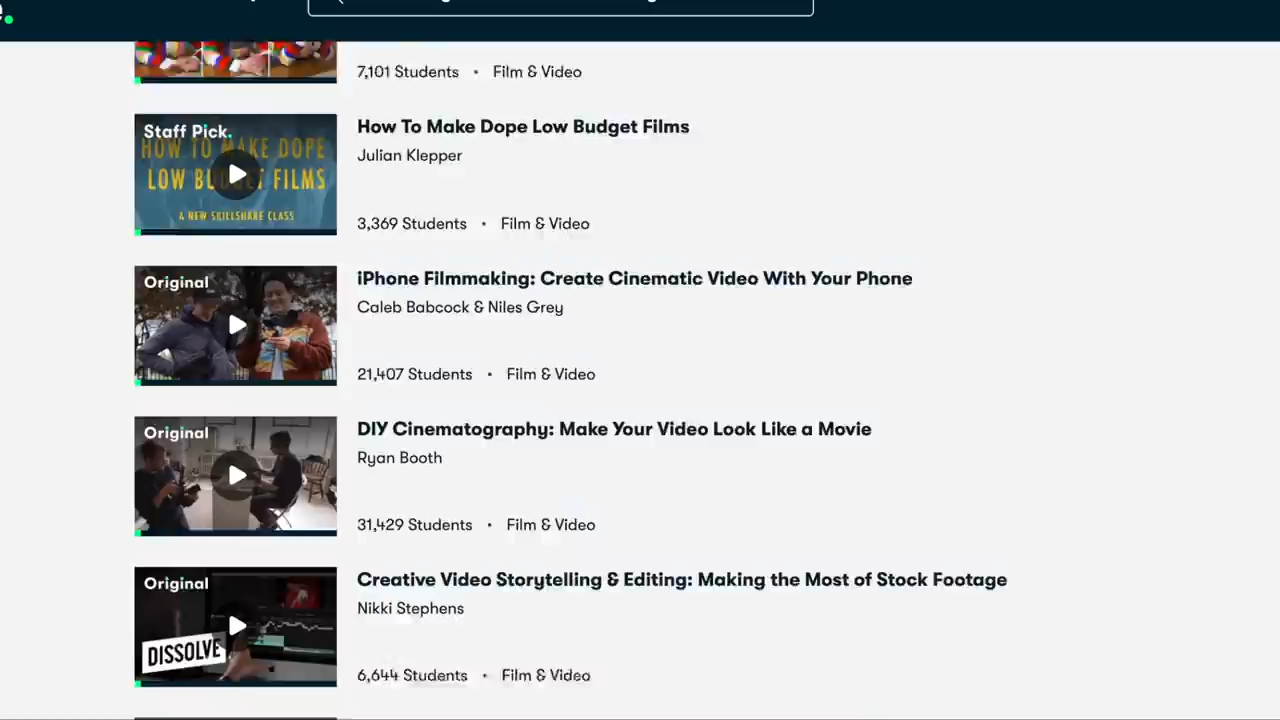 7,101 Students • Film & Video
Staff Pick.
HOW TO MAKE DOPE
LOW BUDGET FILMS
A NEW SKILLSHARE CLASS
How To Make Dope Low Budget Films
Julian Klepper
3,369 Students • Film & Video
Original
iPhone Filmmaking: Create Cinematic Video With Your Phone
Caleb Babcock & Niles Grey
21,407 Students • Film & Video
Original
DIY Cinematography: Make Your Video Look Like a Movie
Ryan Booth
31,429 Students • Film & Video
Original
DISSOLVE
Creative Video Storytelling & Editing: Making the Most of Stock Footage
Nikki Stephens
6,644 Students • Film & Video